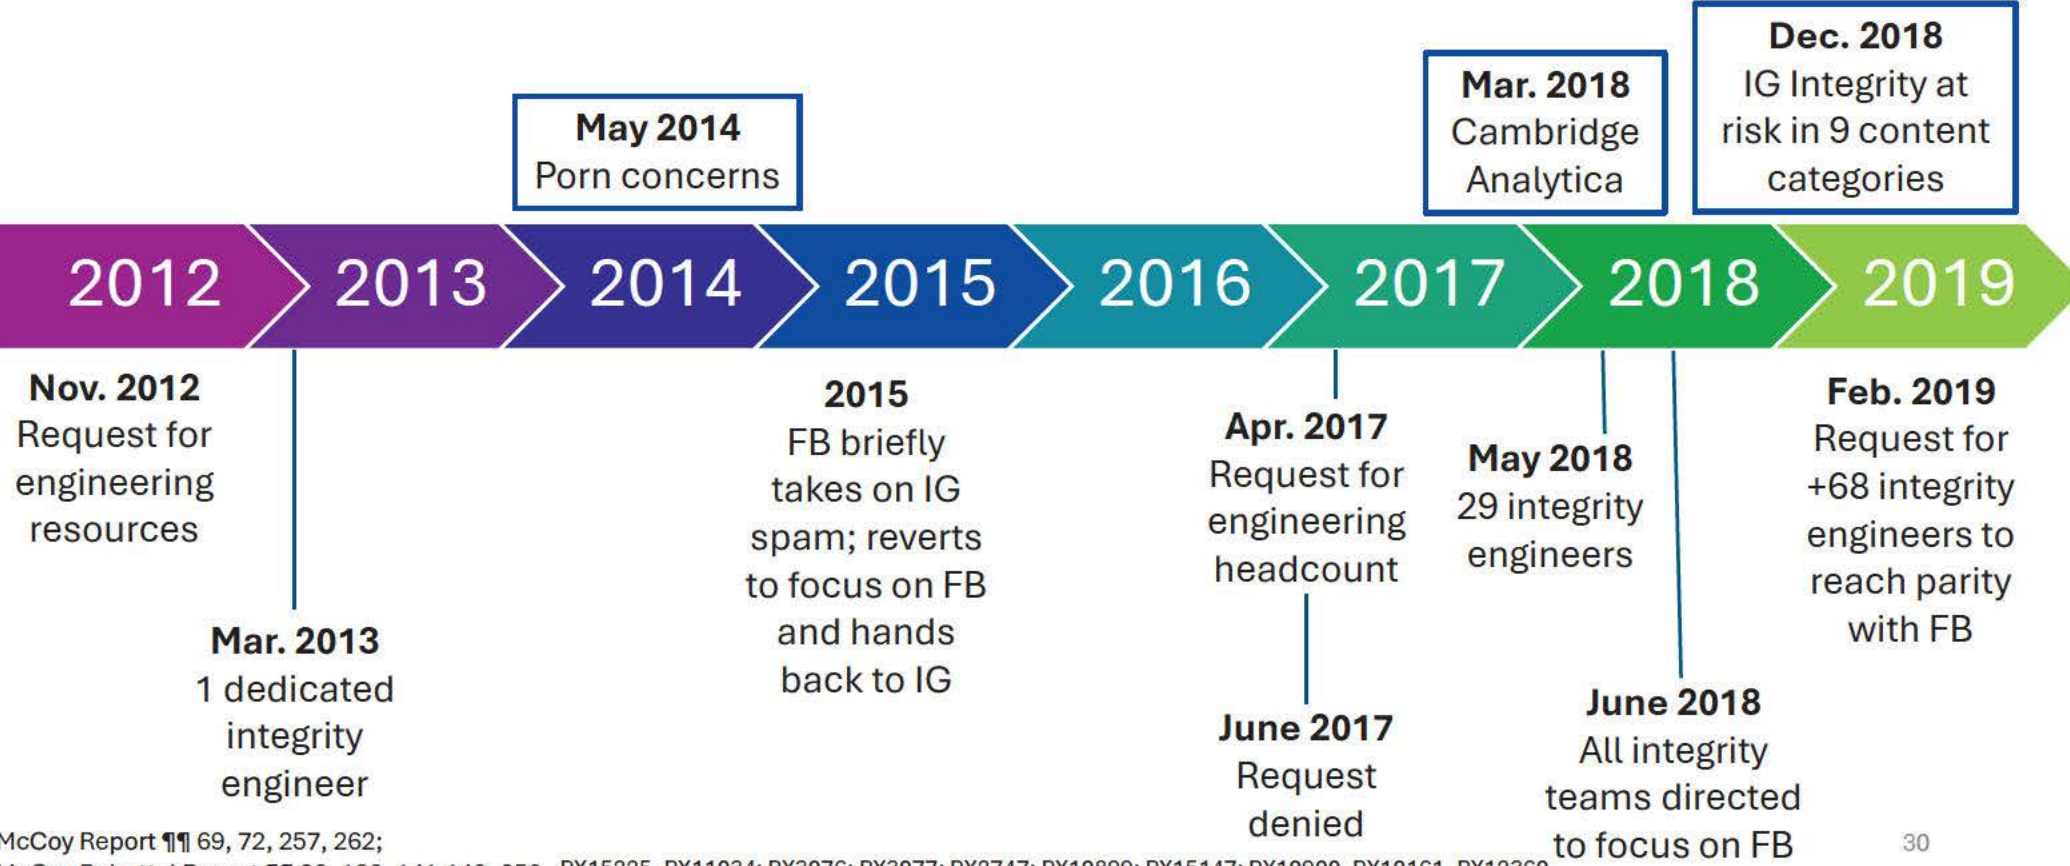 May 2014
Porn concerns
Mar. 2018
Cambridge
Analytica
Dec. 2018
IG Integrity at
risk in 9 content
categories
2012
2013
2014
2015
2016
2017
2018
2019
Nov. 2012
Request for
engineering
resources
Mar. 2013
1 dedicated
integrity
engineer
2015
FB briefly
takes on IG
spam; reverts
to focus on FB
and hands
back to IG
Apr. 2017
Request for
engineering
headcount
June 2017
Request
denied
May 2018
29 integrity
engineers
June 2018
All integrity
teams directed
to focus on FB
Feb. 2019
Request for
+68 integrity
engineers to
reach parity
with FB
McCoy Report ¶¶ 69, 72, 257, 262;
30